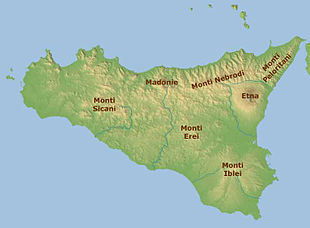 Monti
Peloritani
Monti Nebrodi
Madonie
Etna
Monti
Sicani
Monti
Erei
Monti
Iblei